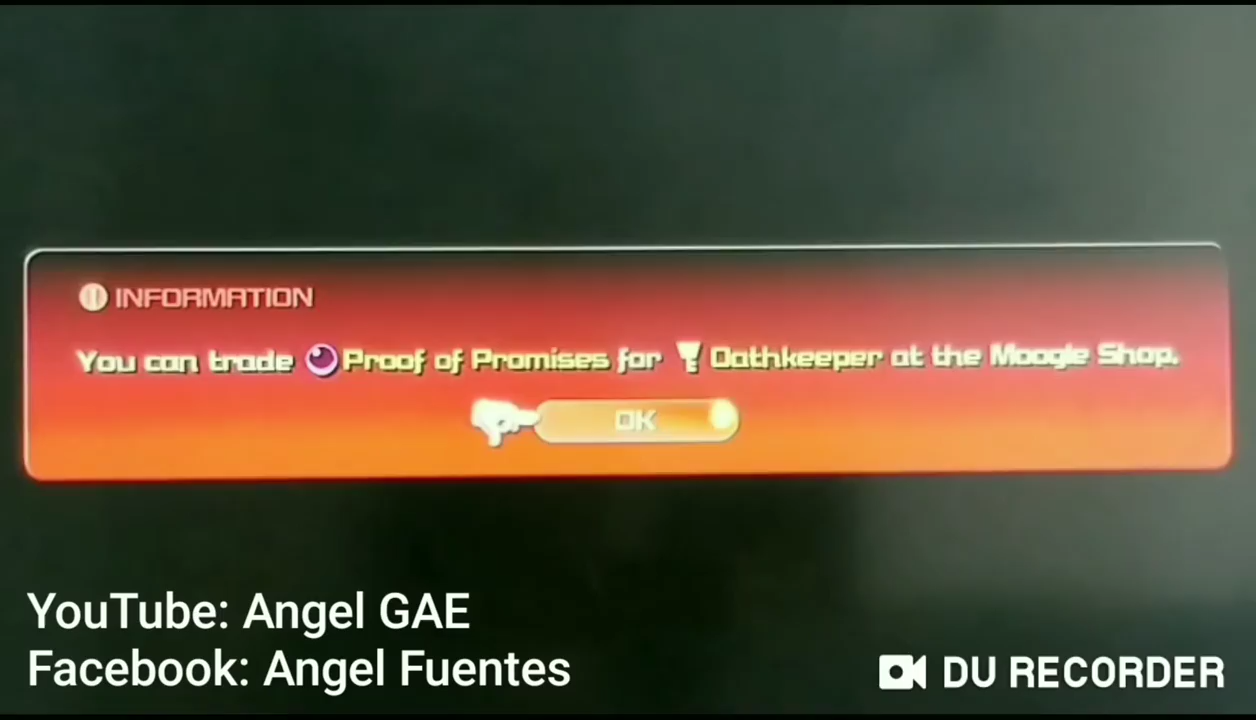 INFORMATION
You can trade Proof of Promises for Oathkeeper at the Moogle Shop.
OK
YouTube: Angel GAE
Facebook: Angel Fuentes
DU RECORDER